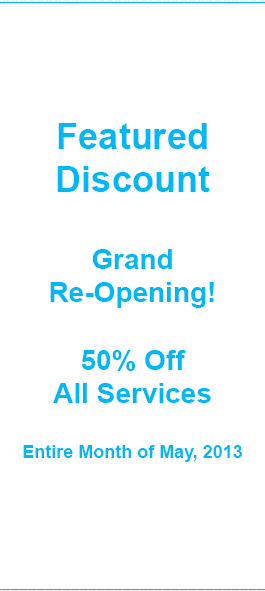 Featured
Discount
Grand
Re-Opening!
50% Off
All Services
Entire Month of May, 2013